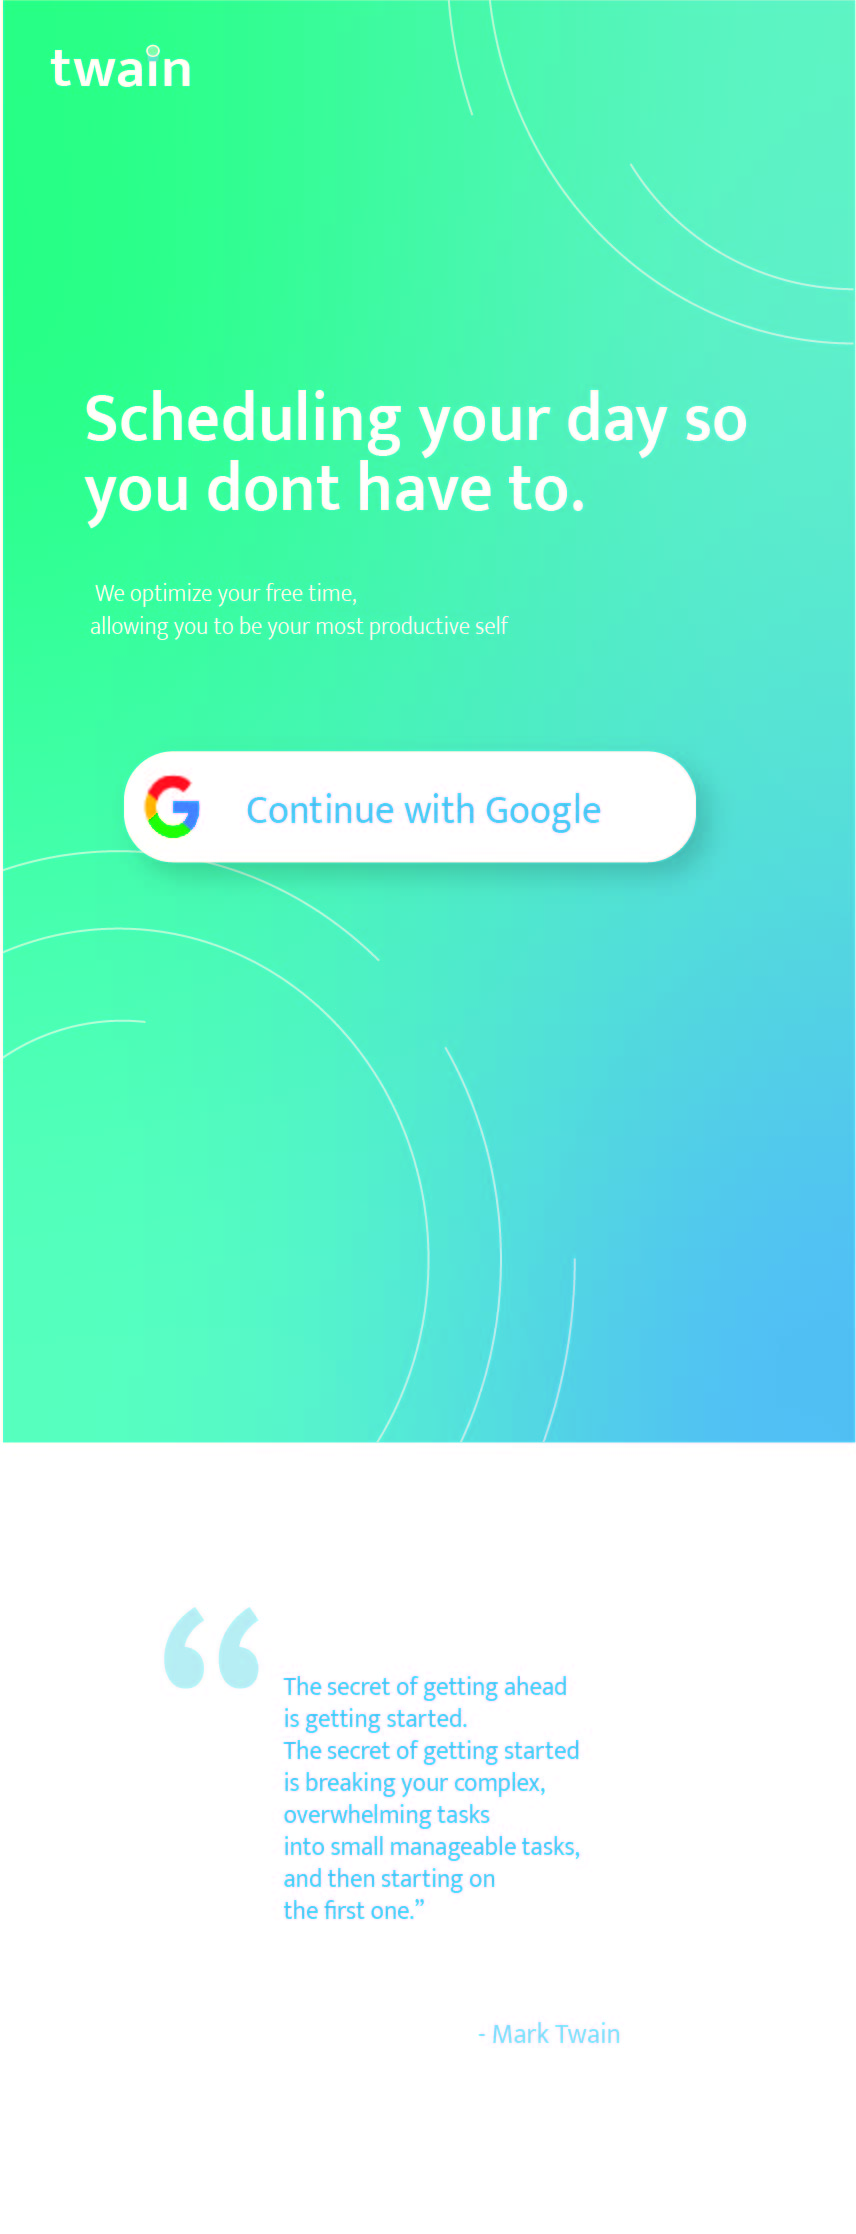 twain
Scheduling your day so
you dont have to.
We optimize your free time,
allowing you to be your most productive self
Continue with Google
“
The secret of getting ahead
is getting started.
The secret of getting started
is breaking your complex,
overwhelming tasks
into small manageable tasks,
and then starting on
the first one.”
- Mark Twain